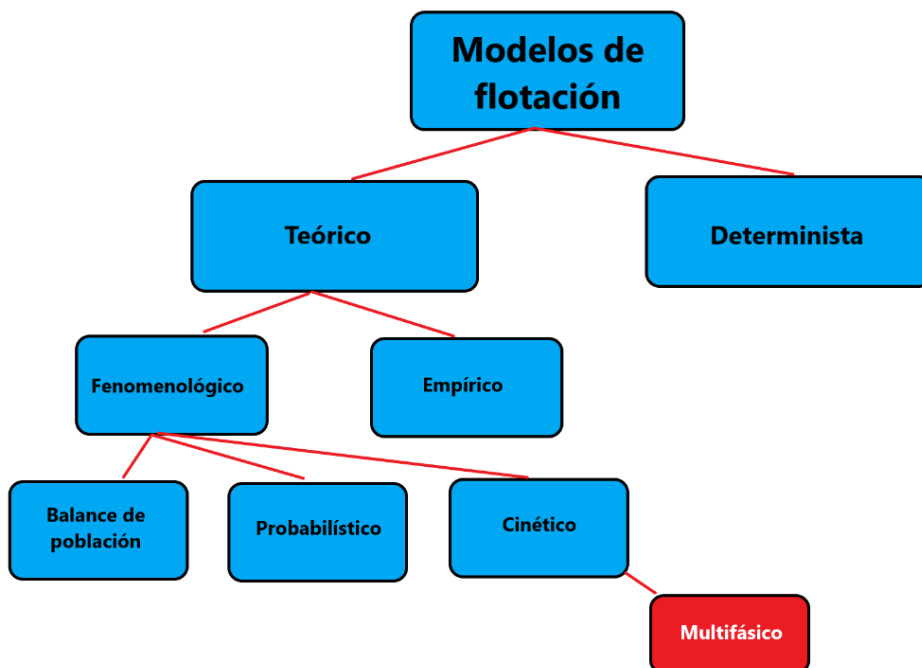 Modelos de
flotación
Teórico
Determinista
Fenomenológico
Empírico
Balance de
población
Probabilístico
Cinético
Multifásico